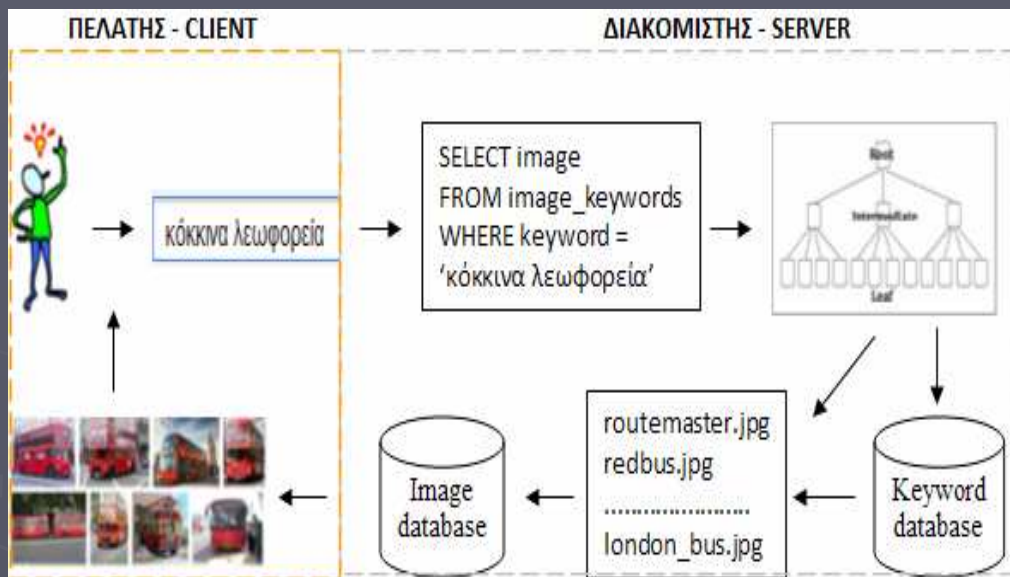 ΠΕΛΑΤΗΣ - CLIENT
ΔΙΑΚΟΜΙΣΤΗΣ - SERVER
κόκκινα λεωφορεία
SELECT image
FROM image_keywords
WHERE keyword =
‘κόκκινα λεωφορεία’
Root
Intermediate
Leaf
routemaster.jpg
redbus.jpg
......................
london_bus.jpg
Image
database
Keyword
database